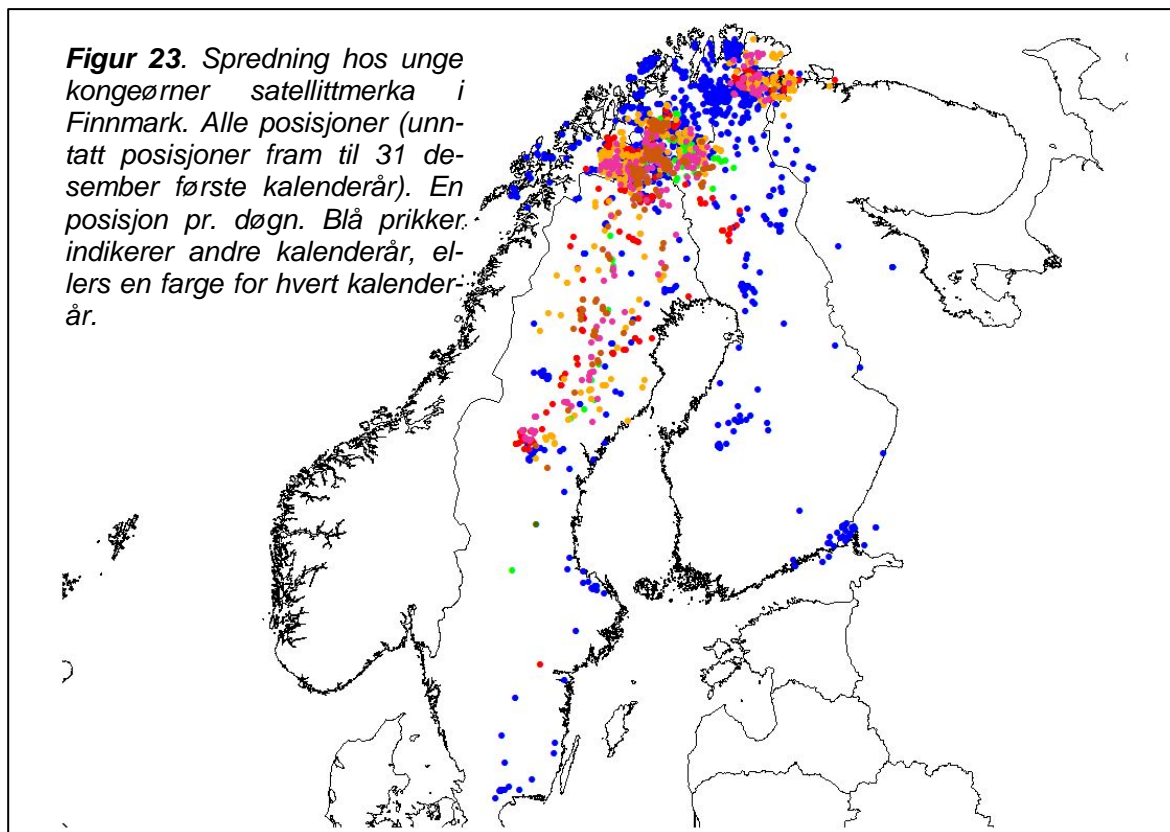 Figur 23. Spredning hos unge
kongeørner satellittmerka i
Finnmark. Alle posisjoner (unn-
tatt posisjoner fram til 31 de-
sember første kalenderår). En
posisjon pr. døgn. Blå prikker
indikerer andre kalenderår, el-
lers en farge for hvert kalender-
år.